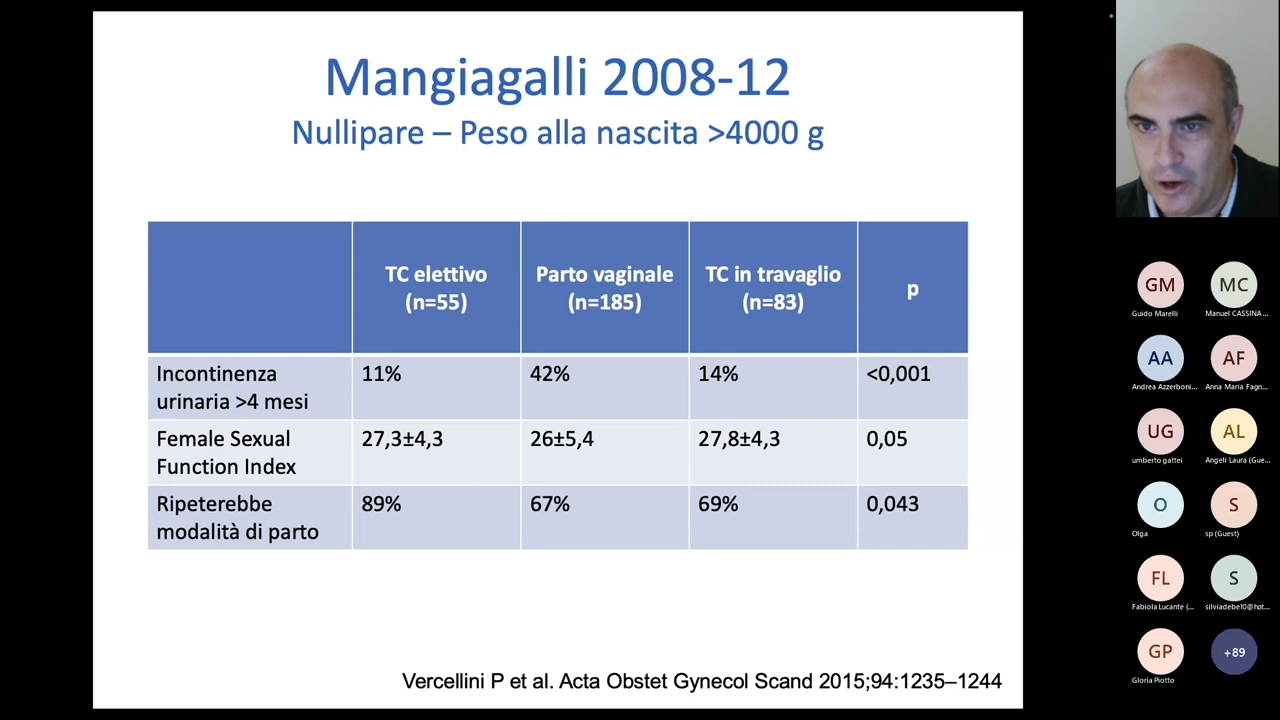 Mangiagalli 2008-12
Nullipare – Peso alla nascita >4000 g
TC elettivo
(n=55)
Parto vaginale
(n=185)
TC in travaglio
(n=83)
p
Incontinenza
urinaria >4 mesi
11%
42%
14%
<0,001
Female Sexual
Function Index
27,3±4,3
26±5,4
27,8±4,3
0,05
Ripeterebbe
modalità di parto
89%
67%
69%
0,043
Vercellini P et al. Acta Obstet Gynecol Scand 2015;94:1235–1244
GM
Guido Marelli
MC
Manuel CASSINA...
AA
Andrea Azzerboni...
AF
Anna Maria Fagn...
UG
umberto gattei
AL
Angeli Laura (Gue...
O
Olga
S
sp (Guest)
FL
Fabiola Lucante (...
S
silviadebe10@hot...
GP
Gloria Piotto
+89